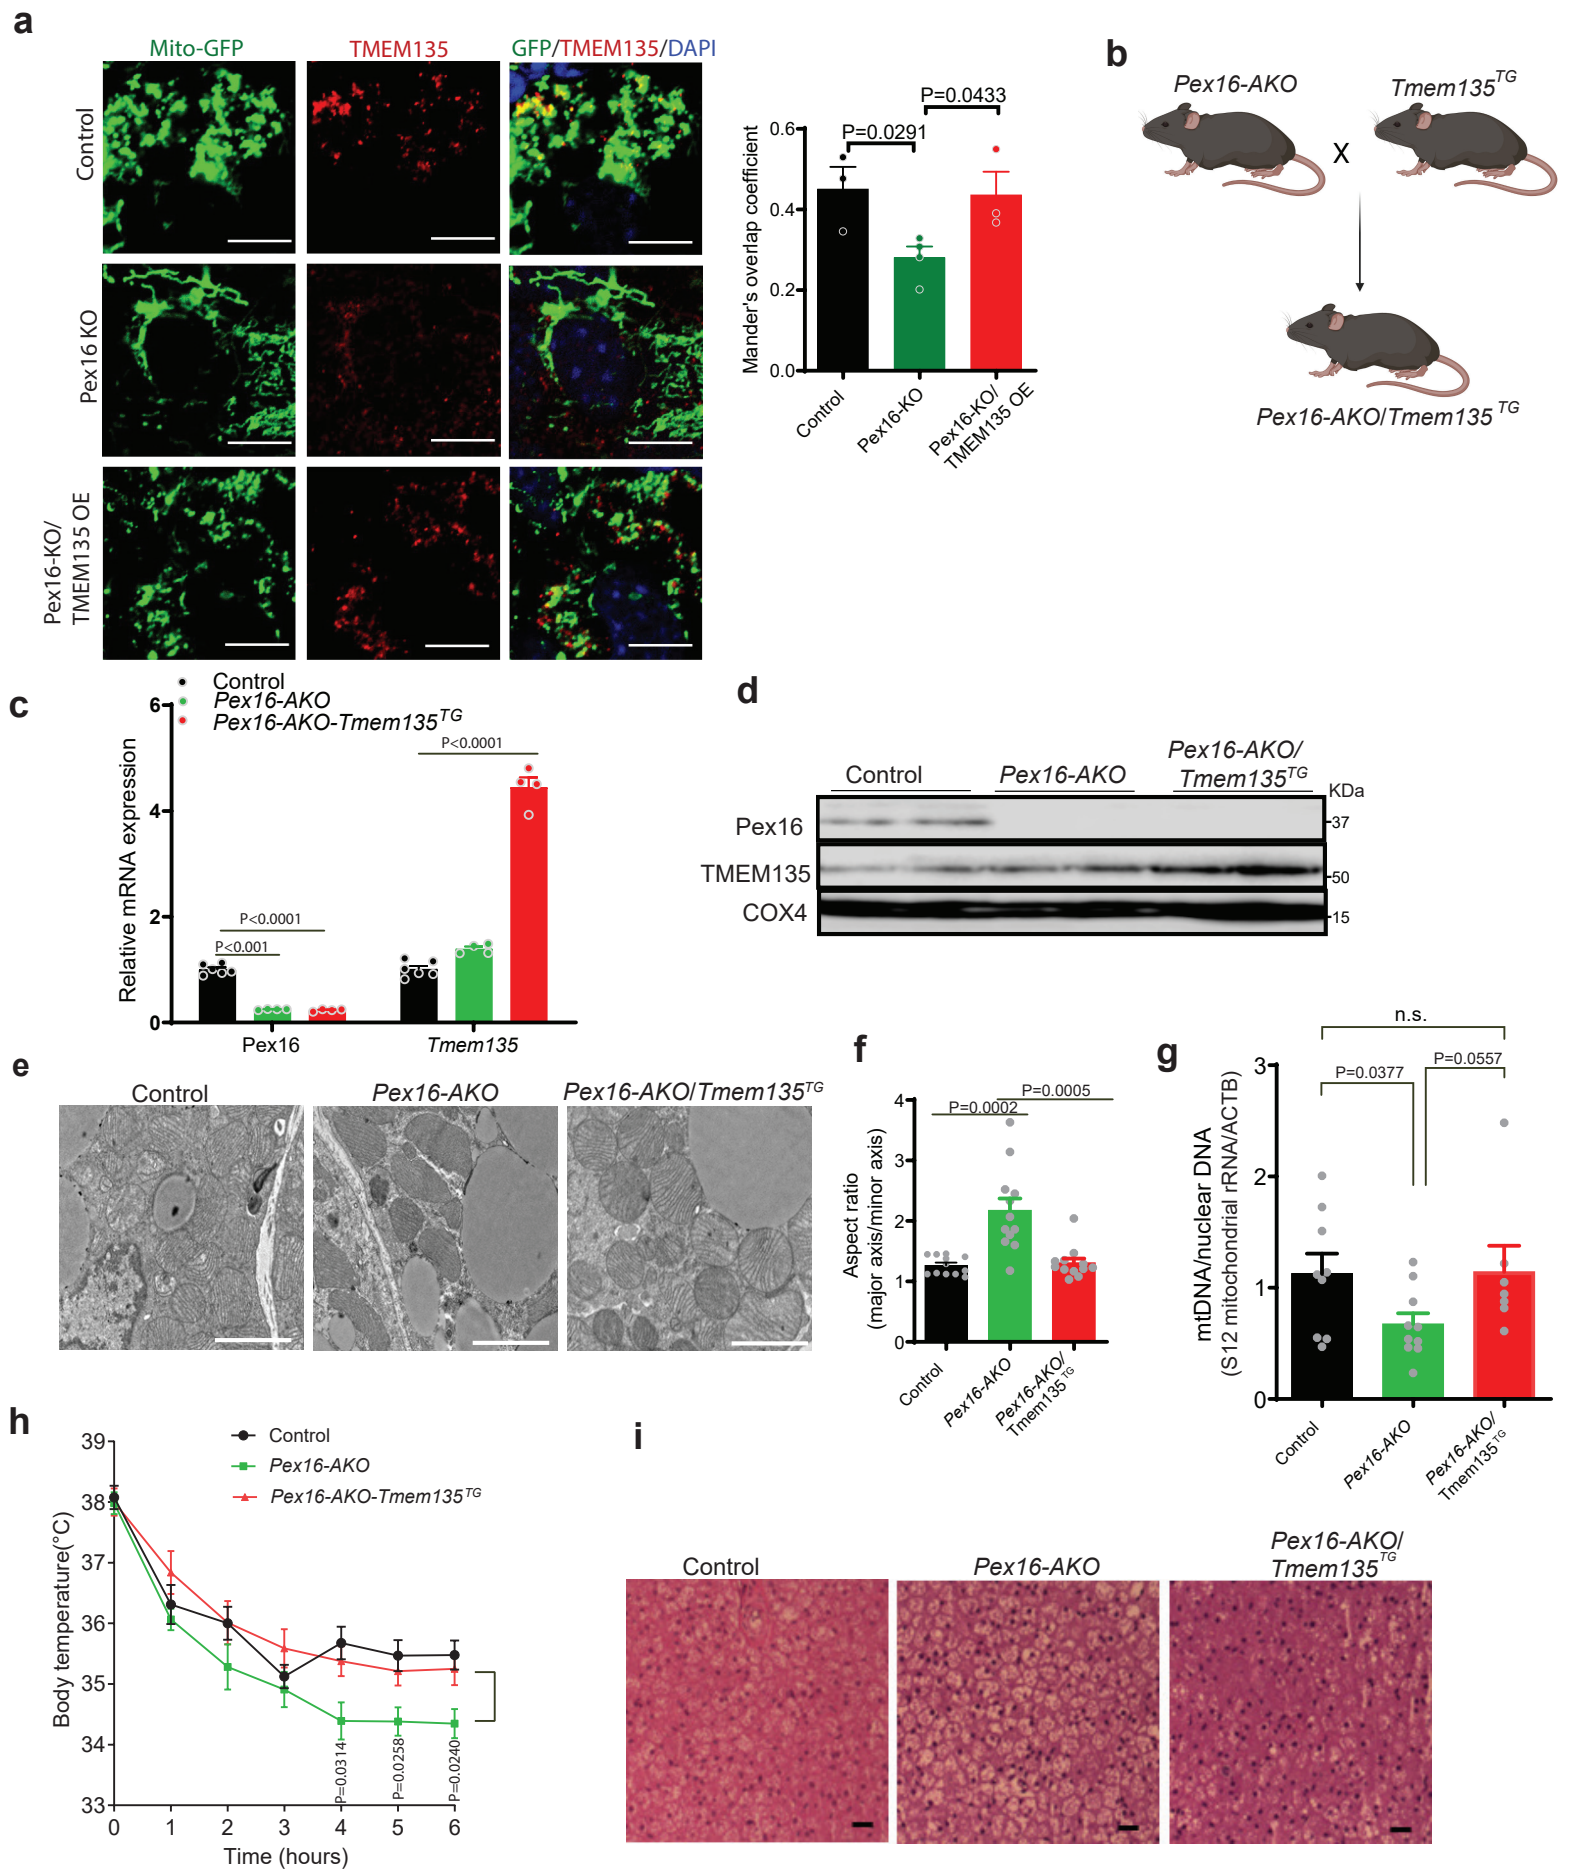 a
Mito-GFP
TMEM135
GFP/TMEM135/DAPI
Control
Pex16 KO
Pex16-KO/
TMEM135 OE
Mander's overlap coefficient
0.6
0.4
0.2
0.0
P=0.0291
P=0.0433
Control
Pex16-KO
Pex16-KO/
TMEM135 OE
b
Pex16-AKO
Tmem135TG
X
Pex16-AKO/Tmem135 TG
c
Control
Pex16-AKO
Pex16-AKO-Tmem135TG
Relative mRNA expression
6
4
2
0
P<0.0001
P<0.0001
P<0.001
Pex16
Tmem135
d
Control
Pex16-AKO
Pex16-AKO/
Tmem135TG
KDa
Pex16
37
TMEM135
50
COX4
15
e
Control
Pex16-AKO
Pex16-AKO/Tmem135TG
f
Aspect ratio
(major axis/minor axis)
4
3
2
1
0
P=0.0002
P=0.0005
Control
Pex16-AKO
Pex16-AKO/
Tmem135TG
g
mtDNA/nuclear DNA
(S12 mitochondrial rRNA/ACTB)
3
2
1
0
n.s.
P=0.0377
P=0.0557
Control
Pex16-AKO
Pex16-AKO/
Tmem135TG
h
Control
Pex16-AKO
Pex16-AKO-Tmem135TG
Body temperature(°C)
39
38
37
36
35
34
33
P=0.0314
P=0.0258
P=0.0240
0 1 2 3 4 5 6
Time (hours)
i
Control
Pex16-AKO
Pex16-AKO/
Tmem135TG